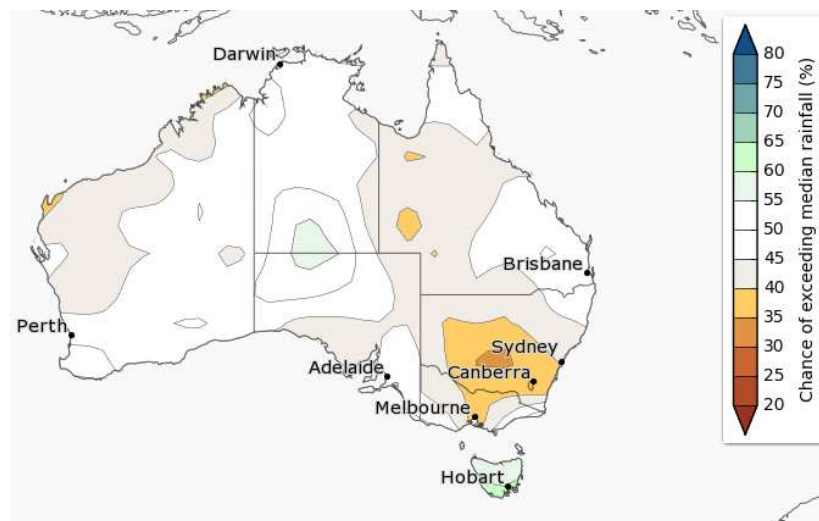 Darwin
Brisbane
Perth
Sydney
Adelaide
Canberra
Melbourne
Hobart
80
75
70
65
60
55
50
45
40
35
30
25
20
Chance of exceeding median rainfall (%)